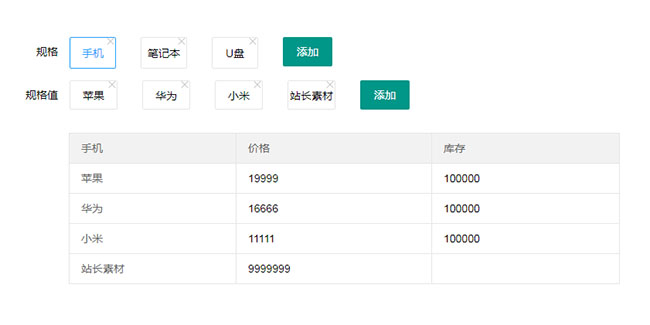 规格 手机 笔记本 U盘 添加
规格值 苹果 华为 小米 站长素材 添加
手机 价格 库存
苹果 19999 100000
华为 16666 100000
小米 11111 100000
站长素材 9999999